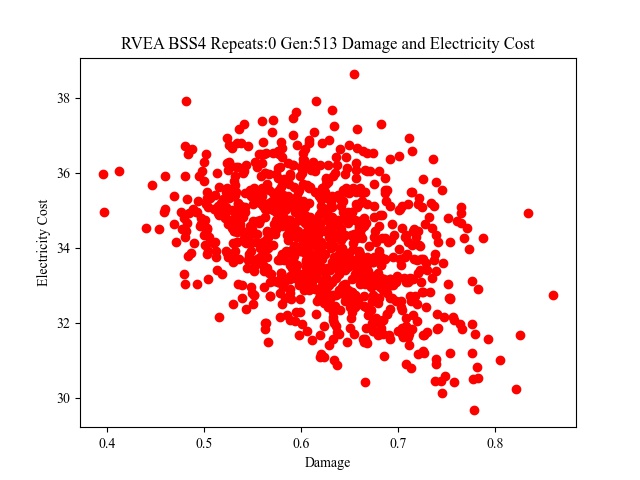 RVEA BSS4 Repeats:0 Gen:513 Damage and Electricity Cost
38
36
34
32
30
Electricity Cost
0.4 0.5 0.6 0.7 0.8
Damage